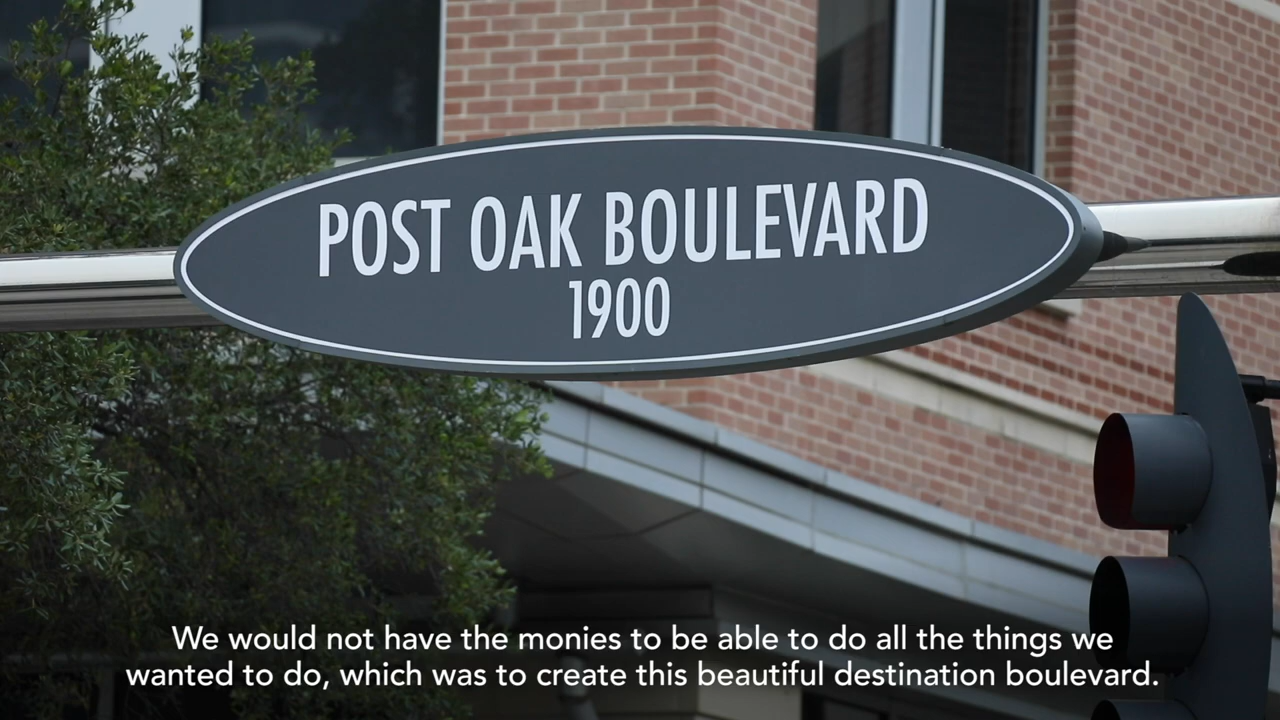 POST OAK BOULEVARD
1900
We would not have the monies to be able to do all the things we
wanted to do, which was to create this beautiful destination boulevard.